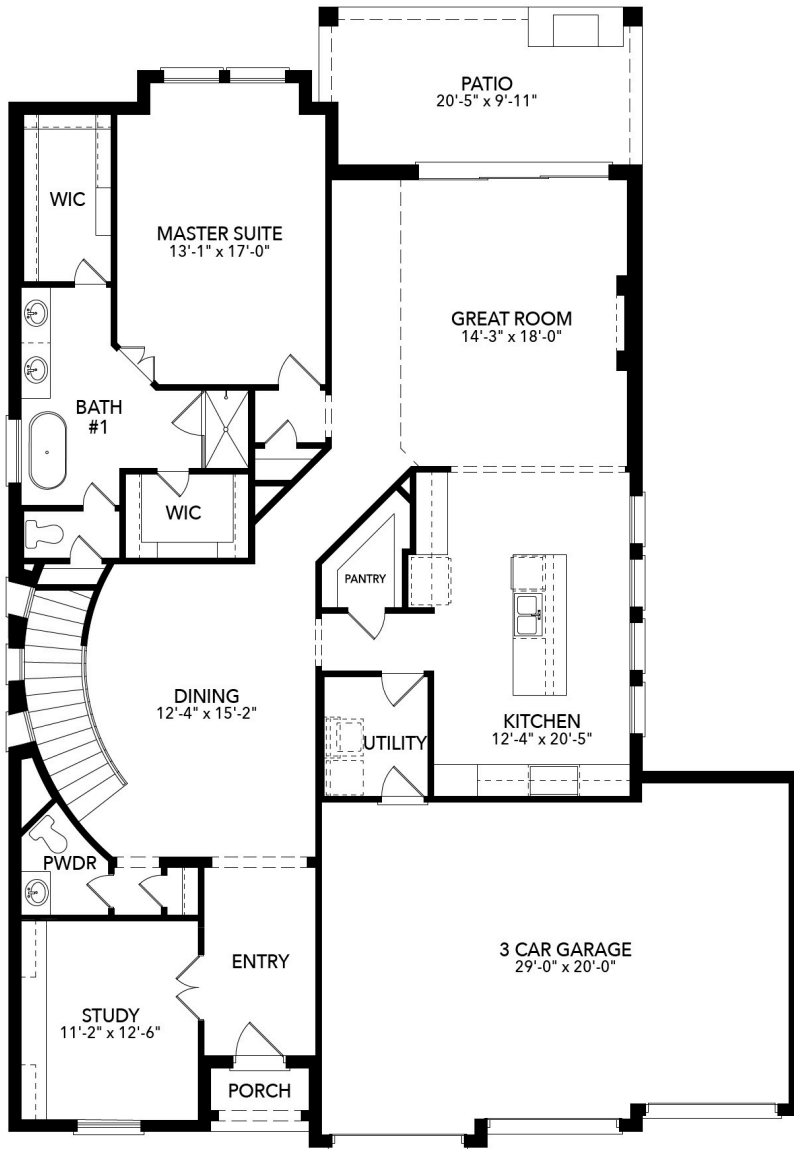 PATIO
20'-5" x 9'-11"
WIC
MASTER SUITE
13'-1" x 17'-0"
GREAT ROOM
14'-3" x 18'-0"
BATH
#1
WIC
PANTRY
DINING
12'-4" x 15'-2"
KITCHEN
12'-4" x 20'-5"
UTILITY
PWDR
ENTRY
3 CAR GARAGE
29'-0" x 20'-0"
STUDY
11'-2" x 12'-6"
PORCH